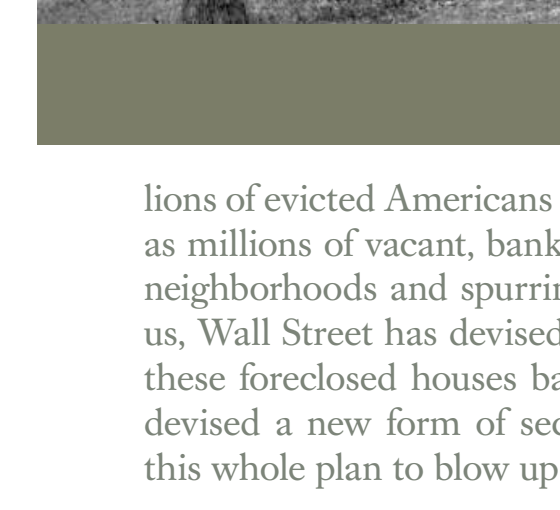 lions of evicted Americans
as millions of vacant, bank
neighborhoods and spurrin
us, Wall Street has devised
these foreclosed houses ba
devised a new form of sec
this whole plan to blow up